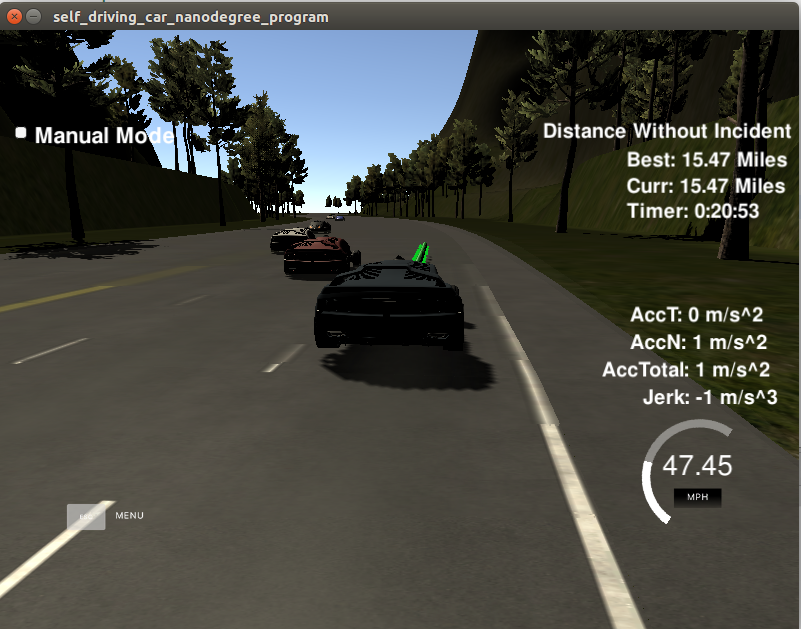 self_driving_car_nanodegree_program
Manual Mode
Distance Without Incident
Best: 15.47 Miles
Curr: 15.47 Miles
Timer: 0:20:53
AccT: 0 m/s^2
AccN: 1 m/s^2
AccTotal: 1 m/s^2
Jerk: -1 m/s^3
47.45
MPH
MENU